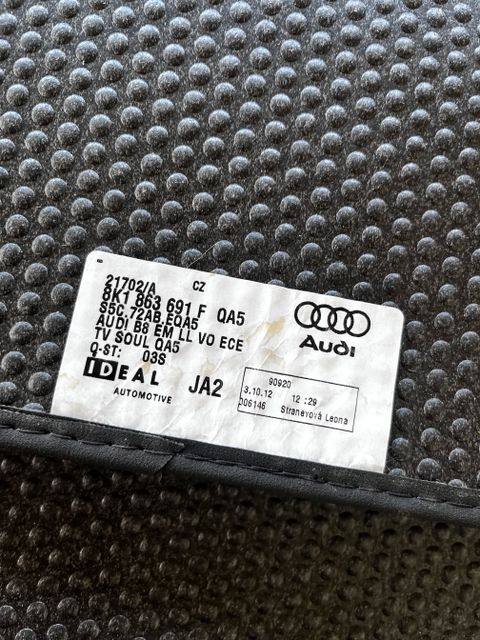 21702/A CZ
8K1 863 691 F QA5
S5C.72AB.EQA5
AUDI B8 EM LL VO ECE
TV SOUL QA5
Q-ST: 03S
IDEAL
AUTOMOTIVE
JA2
Audi
90920
3.10.12 12:29
006146 Stranevová Leona